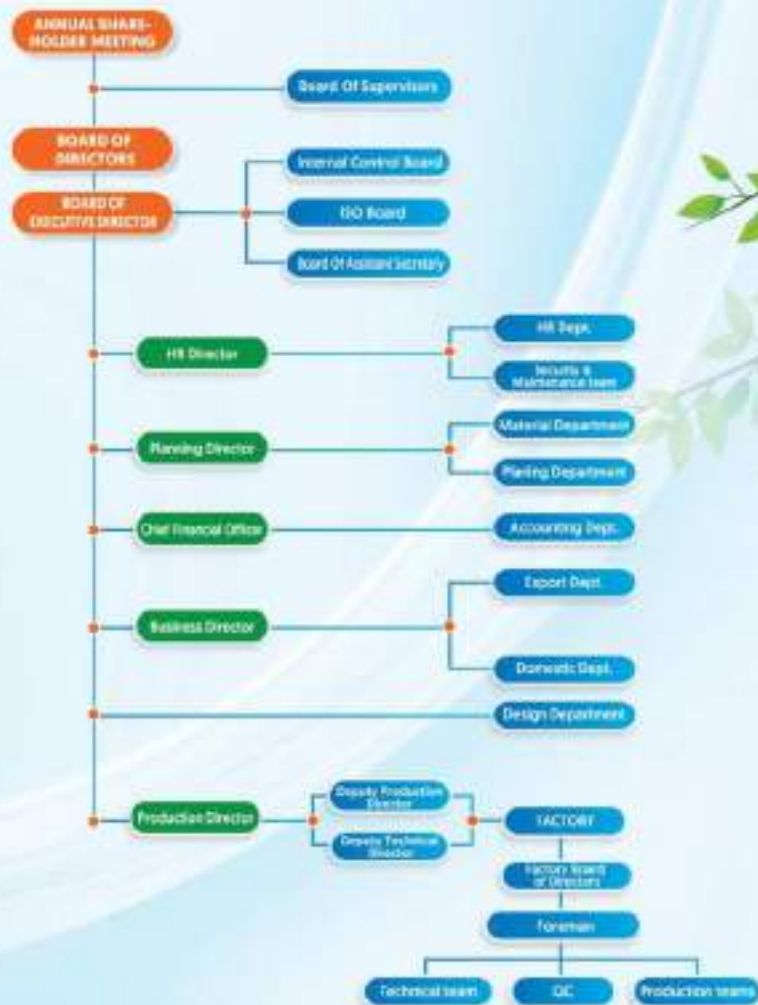 ANNUAL SHARE-
HOLDER MEETING
Board Of Supervisors
BOARD OF
DIRECTORS
BOARD OF
EXECUTIVE DIRECTOR
Internal Control Board
ISO Board
Board Of Assistant Secretary
HR Director
HR Dept.
Security &
Maintenance team
Planning Director
Material Department
Planing Department
Chief Financial Officer
Accounting Dept.
Business Director
Export Dept.
Domestic Dept.
Design Department
Production Director
Deputy Production
Director
Deputy Technical
Director
FACTORY
Factory Board
of Directors
Foreman
Technical team
QC
Production teams